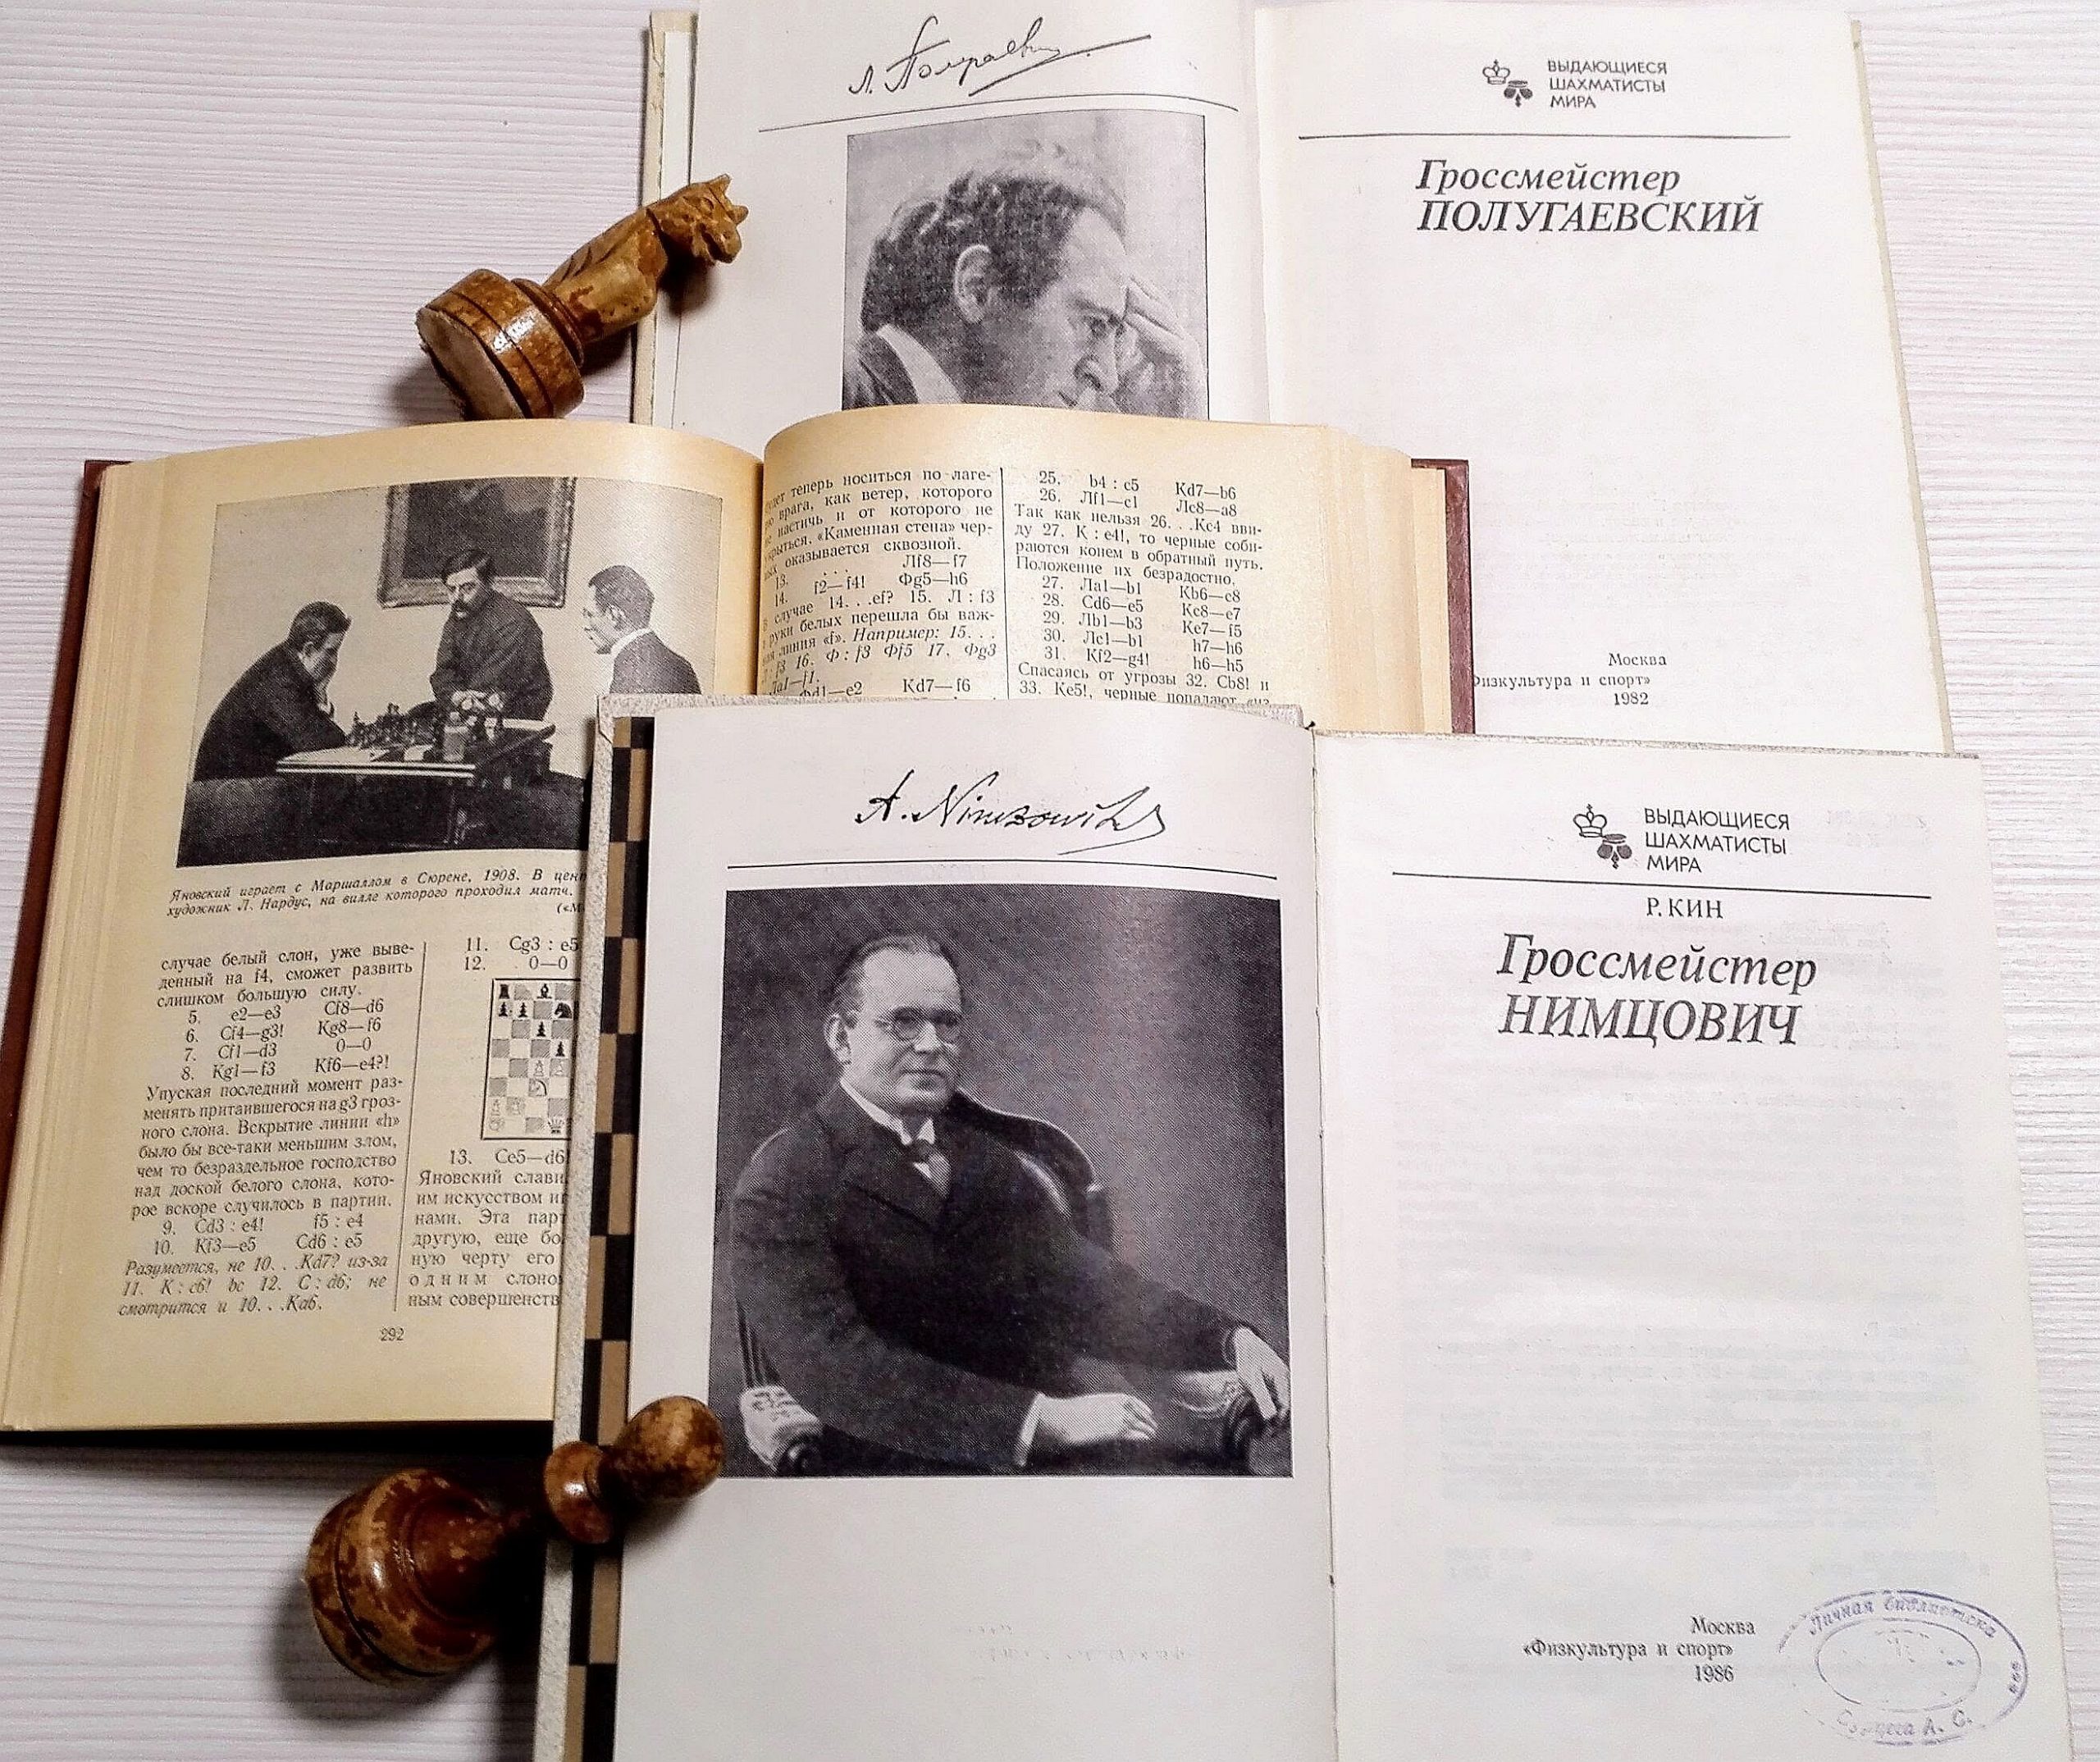 Л. Полугаевский
ВЫДАЮЩИЕСЯ
ШАХМАТИСТЫ
МИРА
Гроссмейстер
ПОЛУГАЕВСКИЙ
Москва
Физкультура и спорт»
1982
Яновский играет с Маршаллом в Сюрене, 1908. В
художник Л. Нардус, на вилле которого проходил матч.
случае белый слон, уже выве-
денный на f4, сможет развить
слишком большую силу.
5. e2—e3 Cf8—d6
6. Cf4—g3! Kg8—f6
7. Cf1—d3 0—0
8. Kg1—f3 Kf6—e4?!
Упуская последний момент раз-
менять притаившегося на g3 гроз-
ного слона. Вскрытие линии «h»
было бы все-таки меньшим злом,
чем то безраздельное господство
над доской белого слона, кото-
рое вскоре случилось в партии.
9. Cd3 : e4! f5 : e4
10. Kf3—e5 Cd6 : e5
Разумеется, не 10. . .Kd7? из-за
11. K : c6! bc 12. C : d6; не
смотрится и 10. . .Ka6.
292
11. Cg3 : e5
12. 0—0
13. Ce5—d6
Яновский
им искусством
нами. Эта
другую, еще
ную черту его
одним
ным
теперь носиться по лаге-
врага, как ветер, которого
и от которого не
«Каменная стена» чер-
оказывается сквозной.
13. . . . Лf8—f7
14. f2—f4! Фg5—h6
случае 14. . .ef? 15. Л : f3
руки белых перешла бы важ-
линия «f». Например: 15. . .
f3 16. Ф : f3 Фf5 17. Фg3
Ла1—f1.
Фd1—e2 Kd7—f6
25. b4 : c5 Kd7—b6
26. Лf1—c1 Лc8—a8
Так как нельзя 26. . .Kc4 вви-
ду 27. K : e4!, то черные соби-
раются конем в обратный путь.
Положение их безрадостно.
27. Ла1—b1 Kb6—c8
28. Cd6—e5 Kc8—e7
29. Лb1—b3 Ke7—f5
30. Лc1—b1 h7—h6
31. Kf2—g4! h6—h5
Спасаясь от угрозы 32. Cb8! и
33. Ke5!, черные попадают
A. Nimzowitsch
ВЫДАЮЩИЕСЯ
ШАХМАТИСТЫ
МИРА
Р. КИН
Гроссмейстер
НИМЦОВИЧ
Москва
«Физкультура и спорт»
1986
Личная библиотека
А. С.